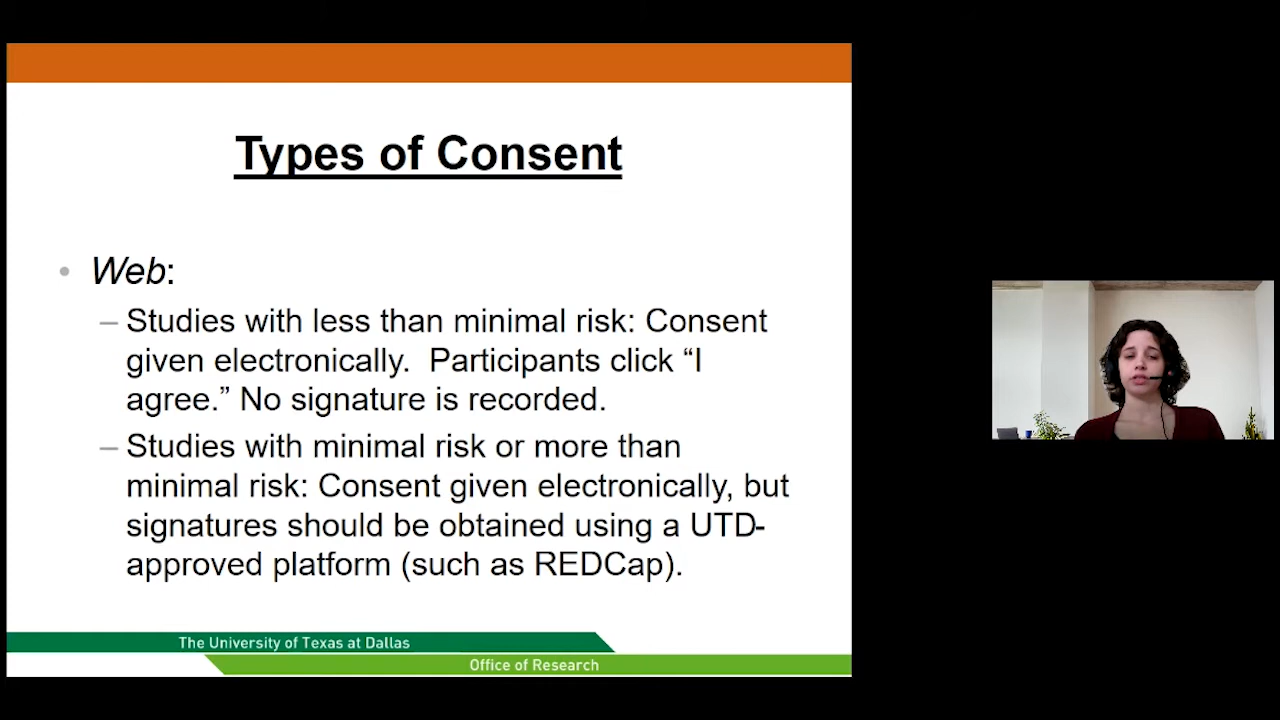 Types of Consent
• Web:
– Studies with less than minimal risk: Consent
given electronically.  Participants click “I
agree.” No signature is recorded.
– Studies with minimal risk or more than
minimal risk: Consent given electronically, but
signatures should be obtained using a UTD-
approved platform (such as REDCap).
The University of Texas at Dallas
Office of Research